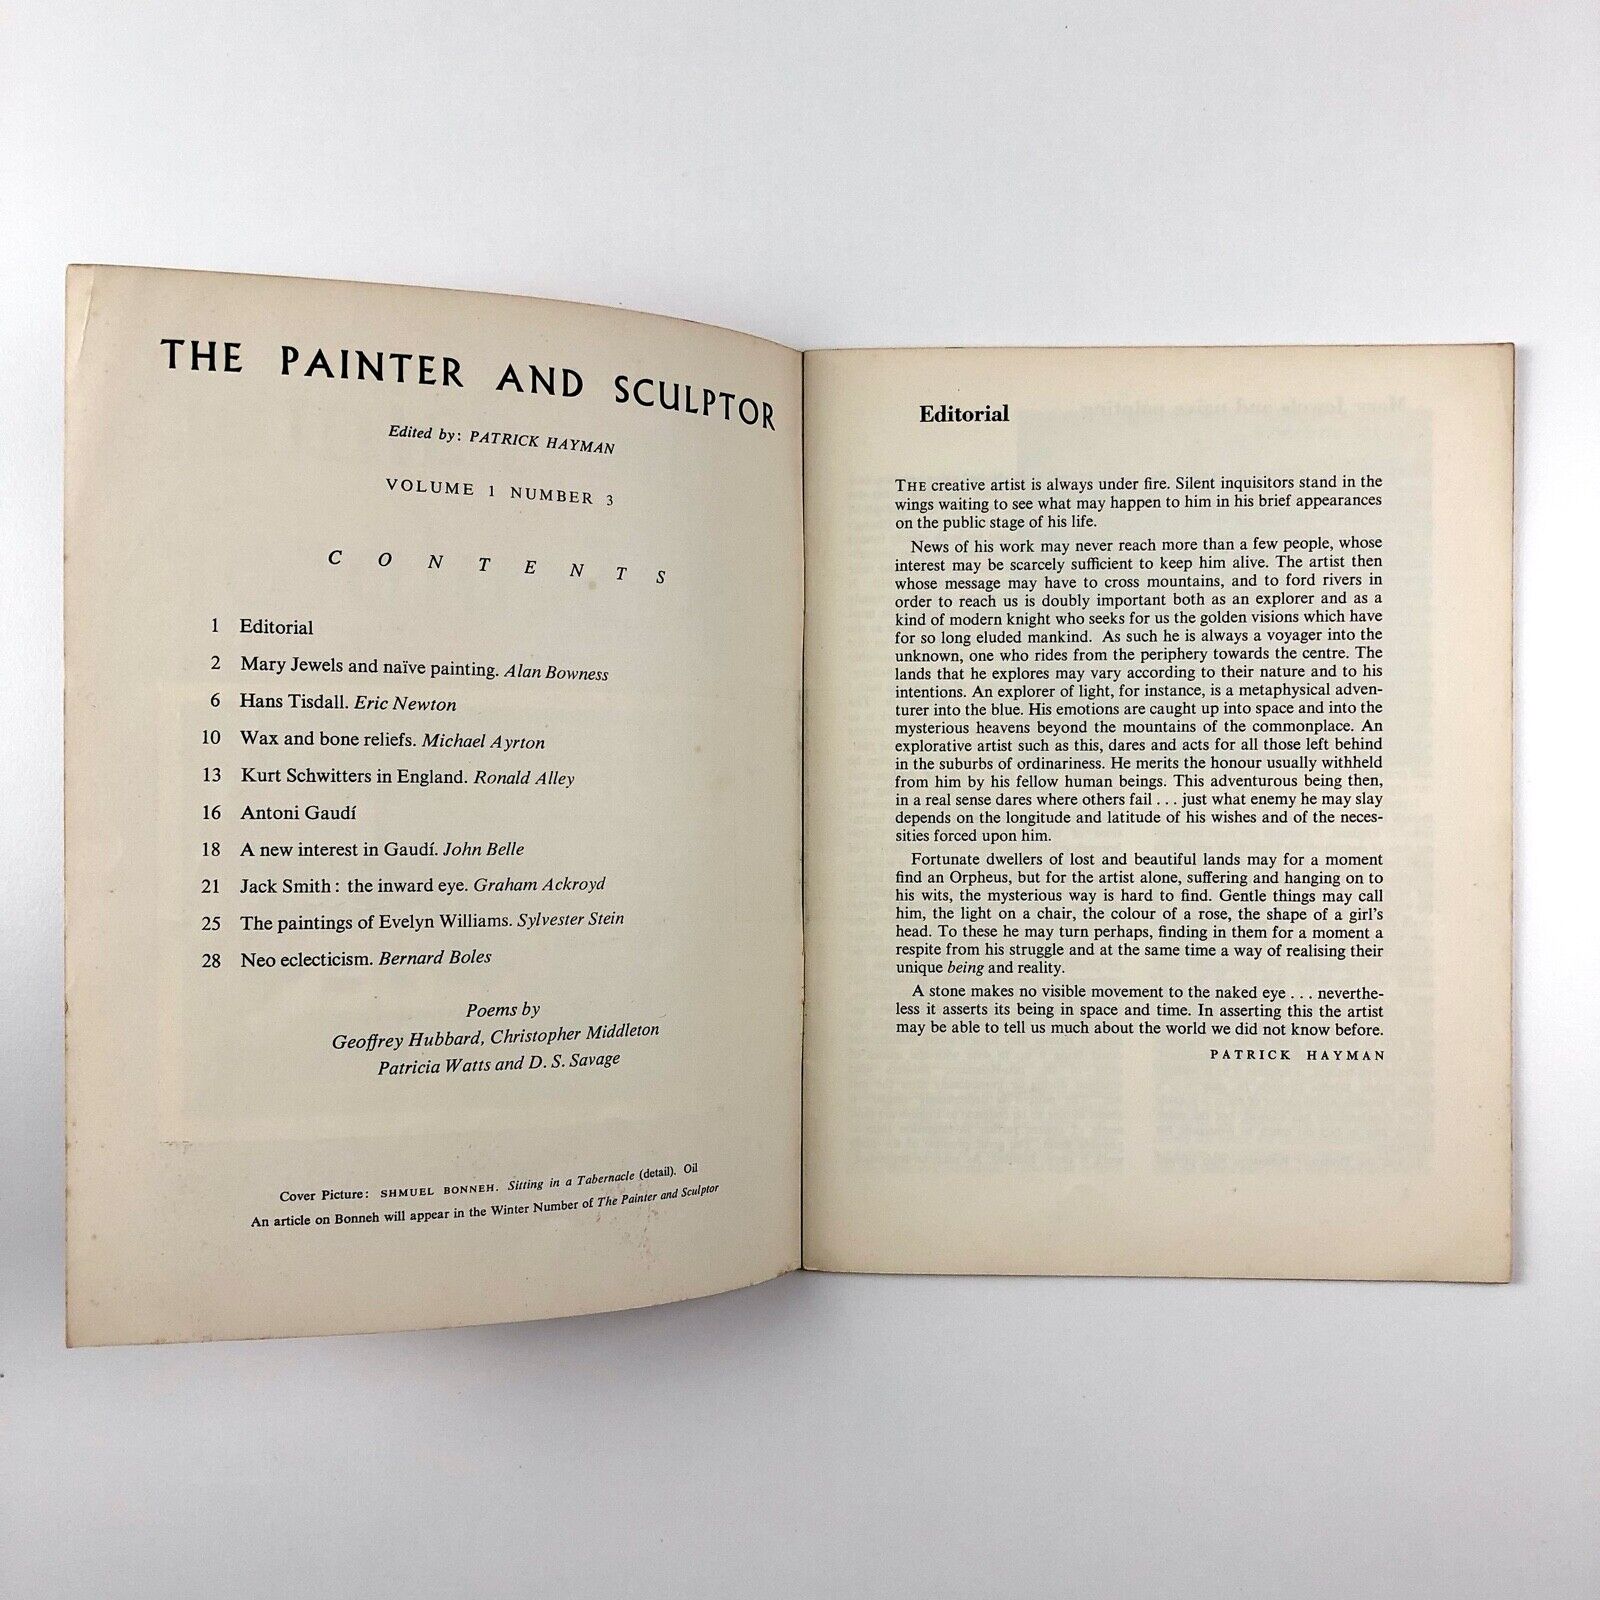 THE PAINTER AND SCULPTOR
Edited by: PATRICK HAYMAN
VOLUME 1 NUMBER 3
CONTENTS
1 Editorial
2 Mary Jewels and naïve painting. Alan Bowness
6 Hans Tisdall. Eric Newton
10 Wax and bone reliefs. Michael Ayrton
13 Kurt Schwitters in England. Ronald Alley
16 Antoni Gaudí
18 A new interest in Gaudí. John Belle
21 Jack Smith: the inward eye. Graham Ackroyd
25 The paintings of Evelyn Williams. Sylvester Stein
28 Neo eclecticism. Bernard Boles
Poems by
Geoffrey Hubbard, Christopher Middleton
Patricia Watts and D. S. Savage
Cover Picture: SHMUEL BONNEH. Sitting in a Tabernacle (detail). Oil
An article on Bonneh will appear in the Winter Number of The Painter and Sculptor
Editorial
THE creative artist is always under fire. Silent inquisitors stand in the
wings waiting to see what may happen to him in his brief appearances
on the public stage of his life.
News of his work may never reach more than a few people, whose
interest may be scarcely sufficient to keep him alive. The artist then
whose message may have to cross mountains, and to ford rivers in
order to reach us is doubly important both as an explorer and as a
kind of modern knight who seeks for us the golden visions which have
for so long eluded mankind. As such he is always a voyager into the
unknown, one who rides from the periphery towards the centre. The
lands that he explores may vary according to their nature and to his
intentions. An explorer of light, for instance, is a metaphysical adven-
turer into the blue. His emotions are caught up into space and into the
mysterious heavens beyond the mountains of the commonplace. An
explorative artist such as this, dares and acts for all those left behind
in the suburbs of ordinariness. He merits the honour usually withheld
from him by his fellow human beings. This adventurous being then,
in a real sense dares where others fail . . . just what enemy he may slay
depends on the longitude and latitude of his wishes and of the neces-
sities forced upon him.
Fortunate dwellers of lost and beautiful lands may for a moment
find an Orpheus, but for the artist alone, suffering and hanging on to
his wits, the mysterious way is hard to find. Gentle things may call
him, the light on a chair, the colour of a rose, the shape of a girl's
head. To these he may turn perhaps, finding in them for a moment a
respite from his struggle and at the same time a way of realising their
unique being and reality.
A stone makes no visible movement to the naked eye . . . neverthe-
less it asserts its being in space and time. In asserting this the artist
may be able to tell us much about the world we did not know before.
PATRICK HAYMAN